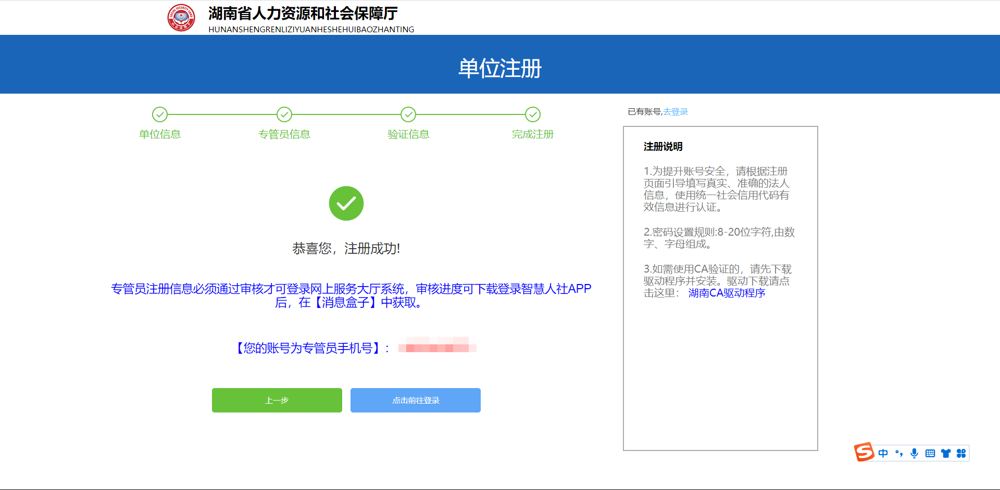 湖南省人力资源和社会保障厅
HUNANSHENGRENLIZIYUANHESHEHUIBAOZHANTING
单位注册
单位信息
专管员信息
验证信息
完成注册
恭喜您，注册成功!
专管员注册信息必须通过审核才可登录网上服务大厅系统，审核进度可下载登录智慧人社APP
后，在【消息盒子】中获取。
【您的账号为专管员手机号】：
上一步
点击前往登录
已有账号,去登录
注册说明
1.为提升账号安全，请根据注册
页面引导填写真实、准确的法人
信息，使用统一社会信用代码有
效信息进行认证。
2.密码设置规则:8-20位字符,由数
字、字母组成。
3.如需使用CA验证的，请先下载
驱动程序并安装。驱动下载请点
击这里： 湖南CA驱动程序
中